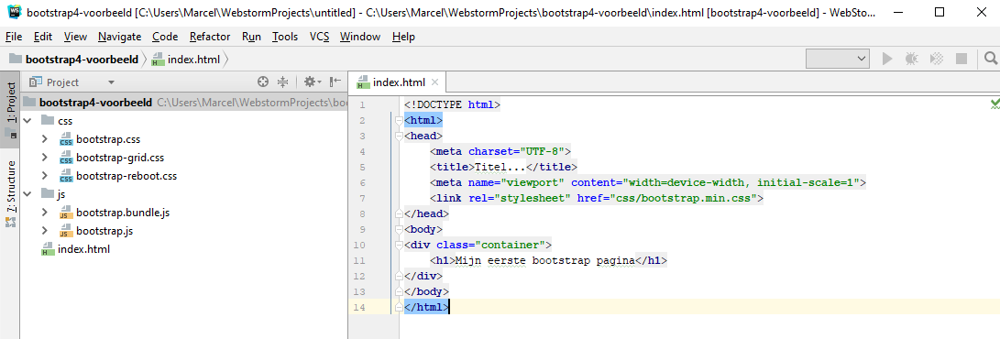 WS bootstrap4-voorbeeld [C:\Users\Marcel\WebstormProjects\untitled] - C:\Users\Marcel\WebstormProjects\bootstrap4-voorbeeld\index.html [bootstrap4-voorbeeld] - WebSto...
File Edit View Navigate Code Refactor Run Tools VCS Window Help
bootstrap4-voorbeeld index.html
1: Project
7: Structure
Project
bootstrap4-voorbeeld C:\Users\Marcel\WebstormProjects\boo
css
bootstrap.css
bootstrap-grid.css
bootstrap-reboot.css
js
bootstrap.bundle.js
bootstrap.js
index.html
index.html
1 <!DOCTYPE html>
2 <html>
3 <head>
4 <meta charset="UTF-8">
5 <title>Titel...</title>
6 <meta name="viewport" content="width=device-width, initial-scale=1">
7 <link rel="stylesheet" href="css/bootstrap.min.css">
8 </head>
9 <body>
10 <div class="container">
11 <h1>Mijn eerste bootstrap pagina</h1>
12 </div>
13 </body>
14 </html>